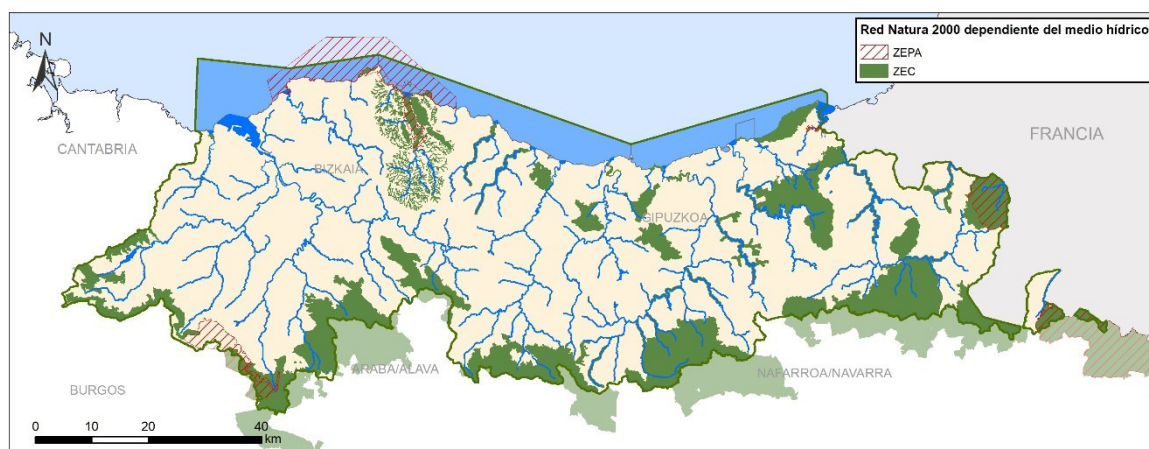 N
Red Natura 2000 dependiente del medio hídrico
ZEPA
ZEC
FRANCIA
CANTABRIA
BIZKAIA
GIPUZKOA
ARABA/ALAVA
NAFARROA/NAVARRA
BURGOS
0 10 20 40
km